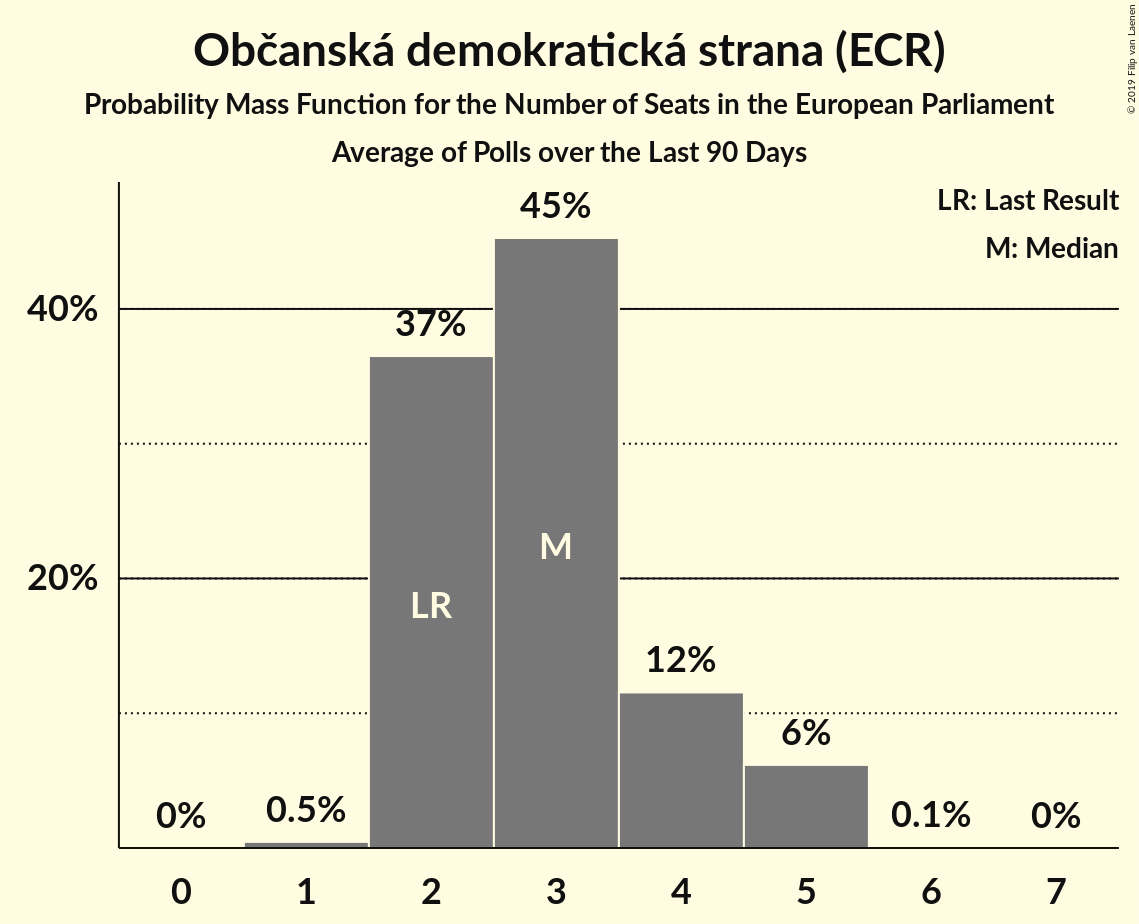 Občanská demokratická strana (ECR)
Probability Mass Function for the Number of Seats in the European Parliament
Average of Polls over the Last 90 Days
© 2019 Filip van Laenen
LR: Last Result
M: Median
45%
40%
37%
M
20%
LR
12%
6%
0%
0.5%
0.1%
0%
0 1 2 3 4 5 6 7